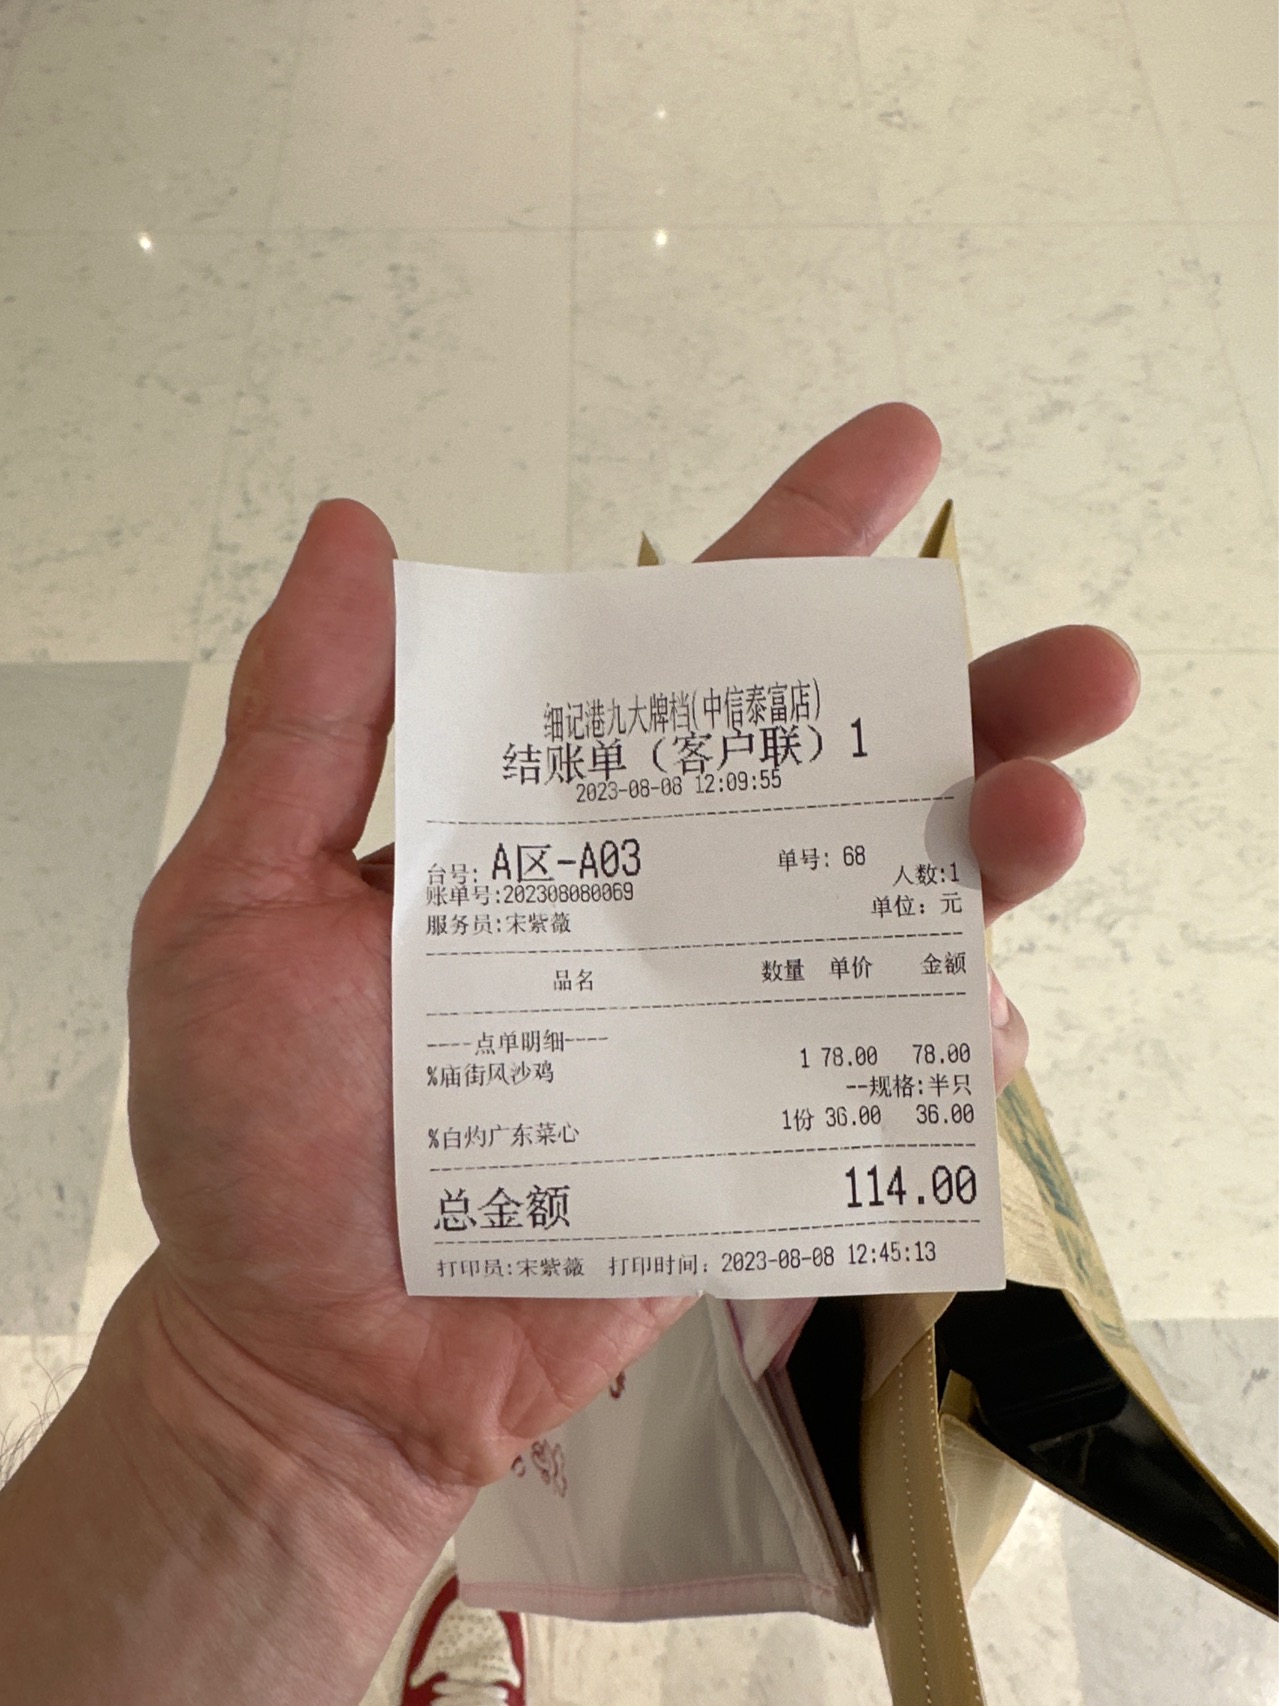 细记港九大牌档(中信泰富店)
结账单（客户联）1
2023-08-08 12:09:55
台号: A区-A03 单号: 68
账单号:202308080069 人数:1
服务员:宋紫薇 单位: 元
品名 数量 单价 金额
----点单明细----
%庙街风沙鸡 1 78.00 78.00
--规格:半只
%白灼广东菜心 1份 36.00 36.00
总金额 114.00
打印员:宋紫薇 打印时间: 2023-08-08 12:45:13